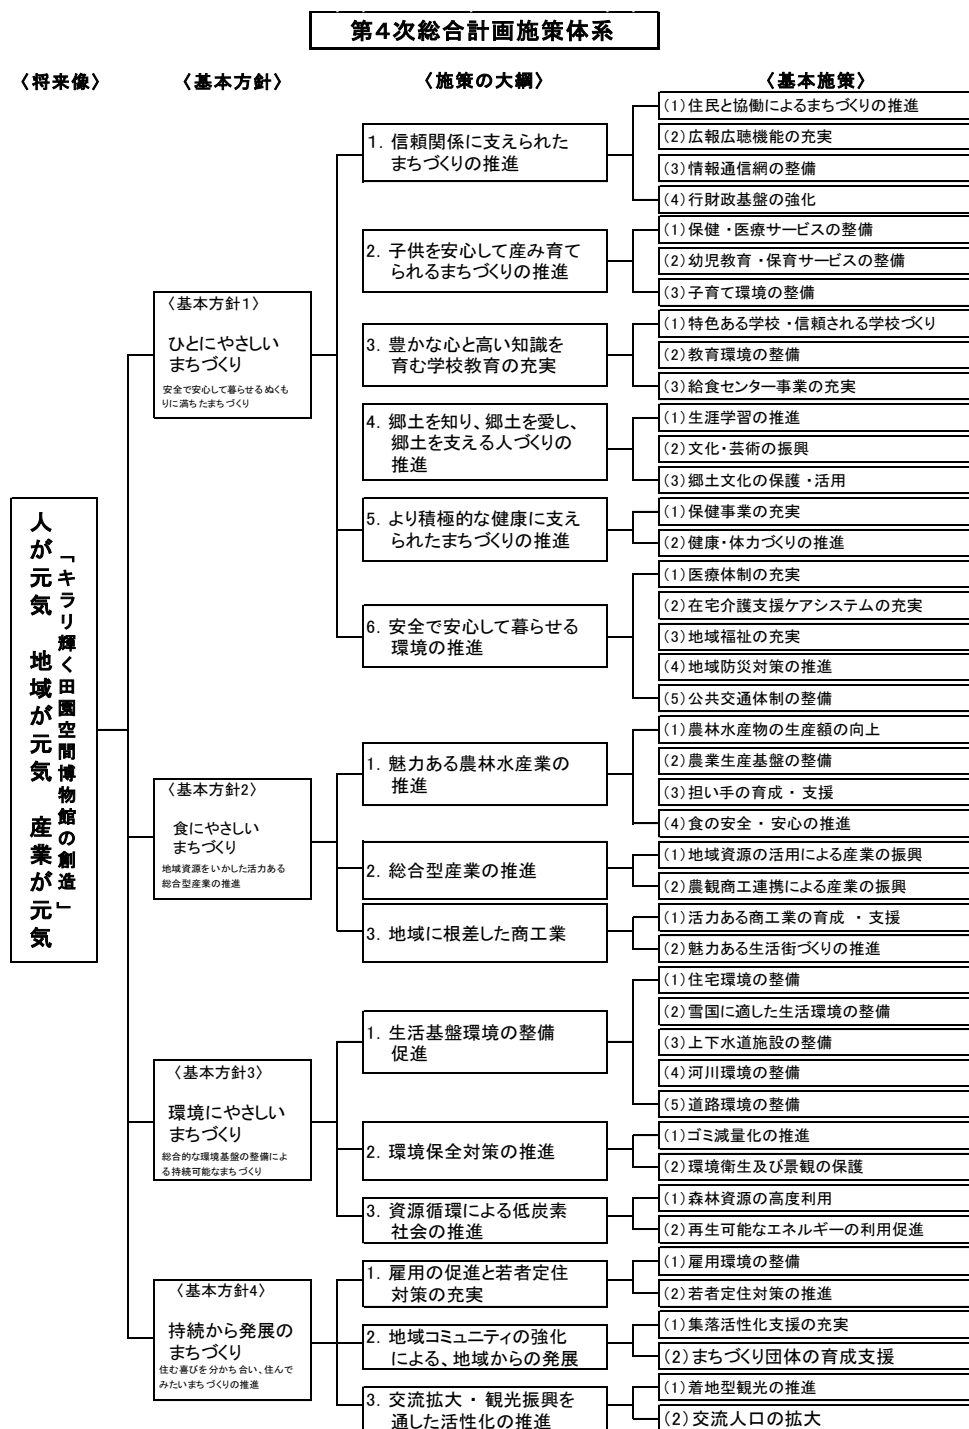 第4次総合計画施策体系
〈将来像〉
〈基本方針〉
〈施策の大綱〉
〈基本施策〉
人が元気　地域が元気　産業が元気
「キラリ輝く田園空間博物館の創造」
〈基本方針1〉
ひとにやさしい
まちづくり
安全で安心して暮らせるぬくも
りに満ちたまちづくり
1. 信頼関係に支えられた
まちづくりの推進
(1)住民と協働によるまちづくりの推進
(2)広報広聴機能の充実
(3)情報通信網の整備
(4)行財政基盤の強化
2. 子供を安心して産み育て
られるまちづくりの推進
(1)保健・医療サービスの整備
(2)幼児教育・保育サービスの整備
(3)子育て環境の整備
3. 豊かな心と高い知識を
育む学校教育の充実
(1)特色ある学校・信頼される学校づくり
(2)教育環境の整備
(3)給食センター事業の充実
4. 郷土を知り、郷土を愛し、
郷土を支える人づくりの
推進
(1)生涯学習の推進
(2)文化・芸術の振興
(3)郷土文化の保護・活用
5. より積極的な健康に支え
られたまちづくりの推進
(1)保健事業の充実
(2)健康・体力づくりの推進
6. 安全で安心して暮らせる
環境の推進
(1)医療体制の充実
(2)在宅介護支援ケアシステムの充実
(3)地域福祉の充実
(4)地域防災対策の推進
(5)公共交通体制の整備
〈基本方針2〉
食にやさしい
まちづくり
地域資源をいかした活力ある
総合型産業の推進
1. 魅力ある農林水産業の
推進
(1)農林水産物の生産額の向上
(2)農業生産基盤の整備
(3)担い手の育成・支援
(4)食の安全・安心の推進
2. 総合型産業の推進
(1)地域資源の活用による産業の振興
(2)農観商工連携による産業の振興
3. 地域に根差した商工業
(1)活力ある商工業の育成・支援
(2)魅力ある生活街づくりの推進
〈基本方針3〉
環境にやさしい
まちづくり
総合的な環境基盤の整備によ
る持続可能なまちづくり
1. 生活基盤環境の整備
促進
(1)住宅環境の整備
(2)雪国に適した生活環境の整備
(3)上下水道施設の整備
(4)河川環境の整備
(5)道路環境の整備
2. 環境保全対策の推進
(1)ゴミ減量化の推進
(2)環境衛生及び景観の保護
3. 資源循環による低炭素
社会の推進
(1)森林資源の高度利用
(2)再生可能なエネルギーの利用促進
〈基本方針4〉
持続から発展の
まちづくり
住む喜びを分かち合い、住んで
みたいまちづくりの推進
1. 雇用の促進と若者定住
対策の充実
(1)雇用環境の整備
(2)若者定住対策の推進
2. 地域コミュニティの強化
による、地域からの発展
(1)集落活性化支援の充実
(2)まちづくり団体の育成支援
3. 交流拡大・観光振興を
通した活性化の推進
(1)着地型観光の推進
(2)交流人口の拡大